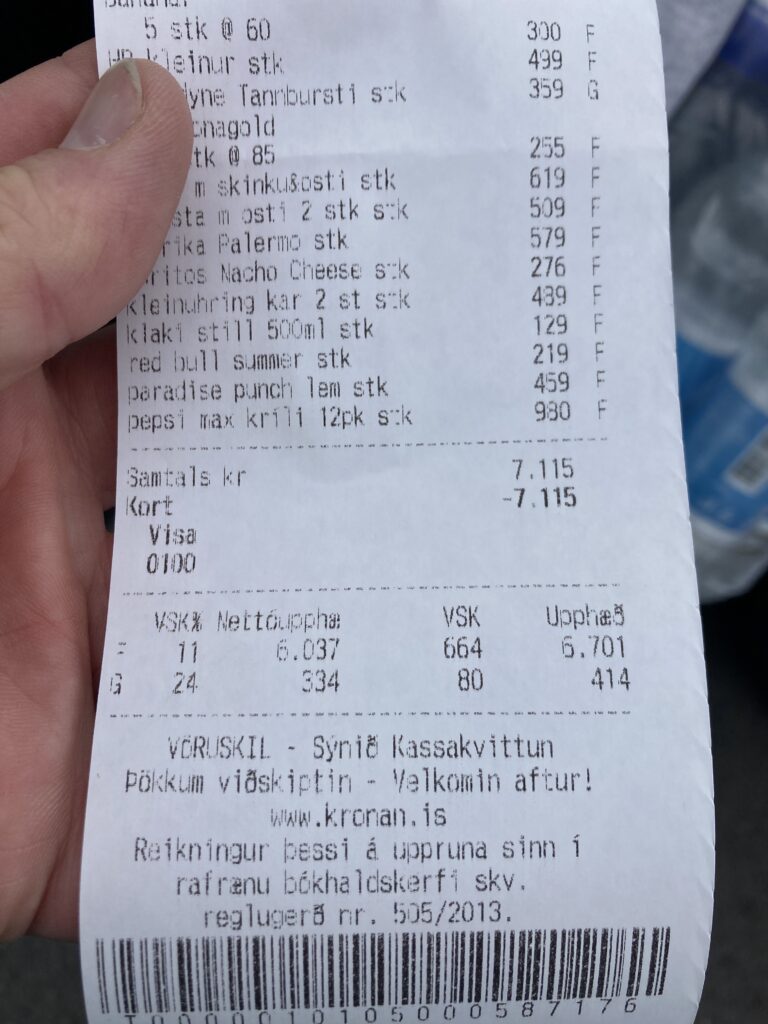 5 stk @ 60 300 F
kleinur stk 499 F
Tannbursti stk 359 G
@ 85 255 F
m skinku&osti stk 619 F
m osti 2 stk stk 509 F
Palermo stk 579 F
Nacho Cheese stk 276 F
kleinuhring kar 2 st stk 489 F
klaki still 500ml stk 129 F
red bull summer stk 219 F
paradise punch lem stk 459 F
pepsi max kríli 12pk stk 980 F
Samtals kr 7.115
Kort -7.115
Visa
0100
VSK% Nettóupphæ VSK Upphæð
F 11 6.037 664 6.701
G 24 334 80 414
VÖRUSKIL - Sýnið Kassakvittun
Þökkum viðskiptin - Velkomin aftur!
www.kronan.is
Reikningur þessi á uppruna sinn í
rafrænu bókhaldskerfi skv.
reglugerð nr. 505/2013.
T0000010105000587176